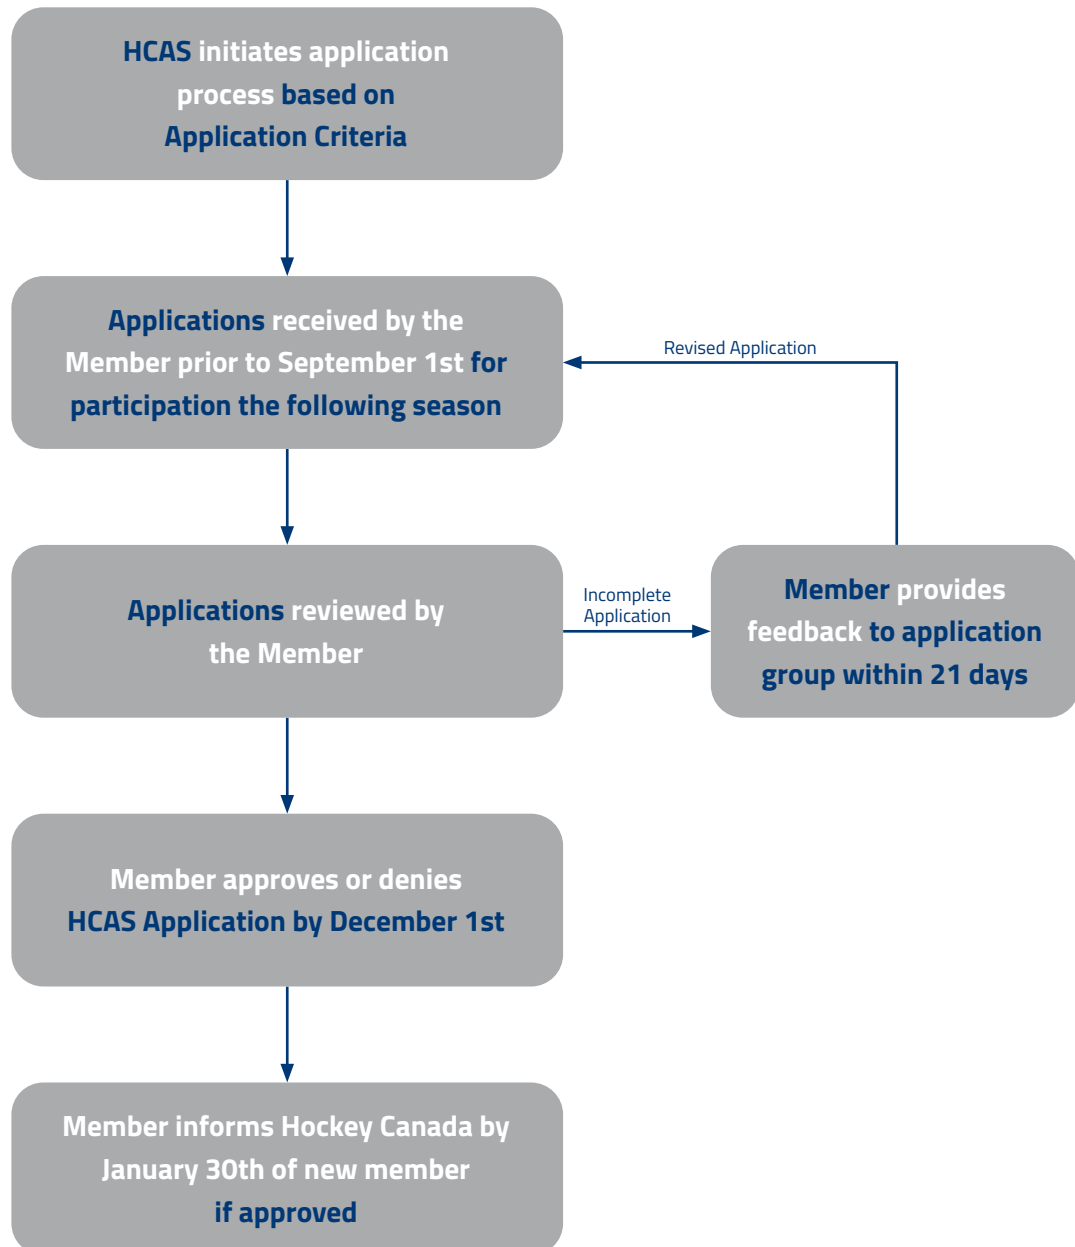 HCAS initiates application
process based on
Application Criteria
Applications received by the
Member prior to September 1st for
participation the following season
Revised Application
Applications reviewed by
the Member
Incomplete
Application
Member provides
feedback to application
group within 21 days
Member approves or denies
HCAS Application by December 1st
Member informs Hockey Canada by
January 30th of new member
if approved